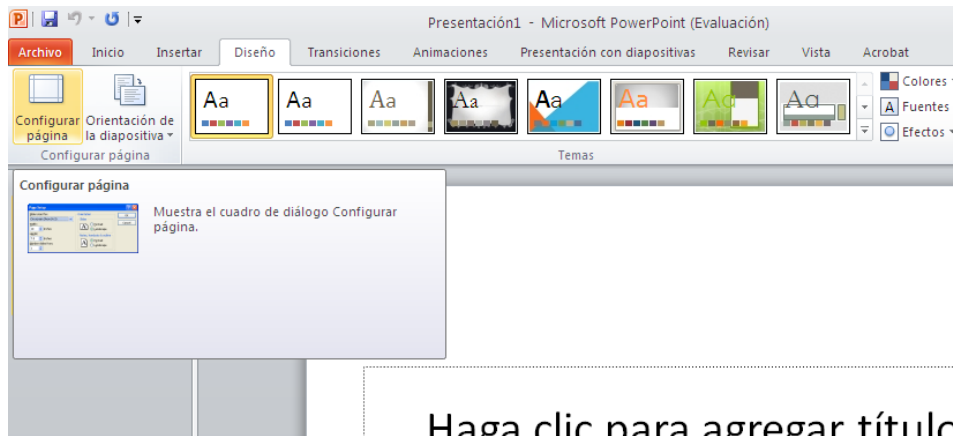 Presentación1 - Microsoft PowerPoint (Evaluación)
Archivo Inicio Insertar Diseño Transiciones Animaciones Presentación con diapositivas Revisar Vista Acrobat
Configurar página
Orientación de la diapositiva
Aa Aa Aa Aa Aa Aa Aa Aa
Colores
A Fuentes
Efectos
Configurar página
Temas
Configurar página
Muestra el cuadro de diálogo Configurar
página.
Haga clic para agregar título